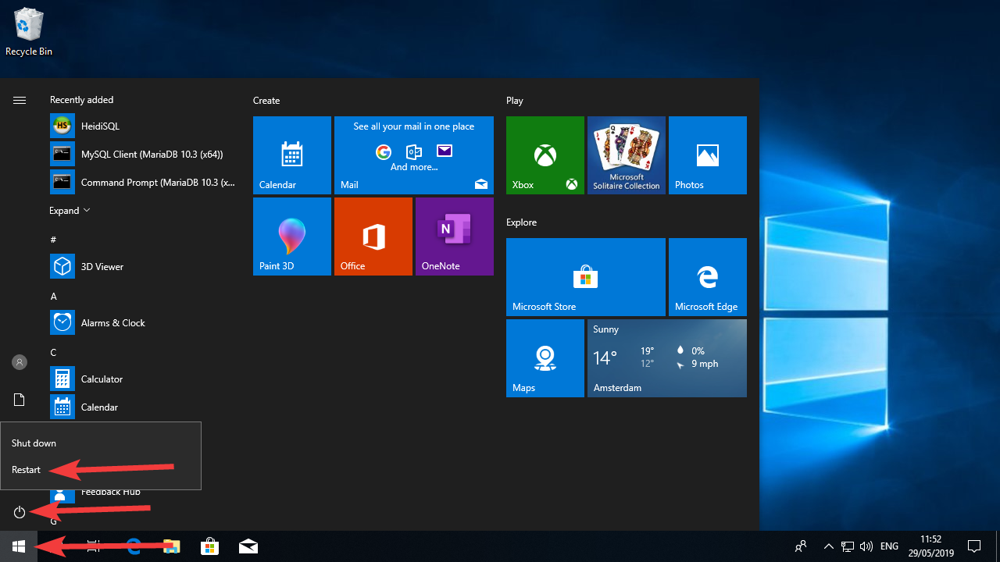 Recycle Bin
Recently added
HS
HeidiSQL
MySQL Client (MariaDB 10.3 (x64))
Command Prompt (MariaDB 10.3 (x...
Expand
#
3D Viewer
A
Alarms & Clock
C
Calculator
Calendar
Shut down
Restart
Feedback Hub
G
Create
Calendar
See all your mail in one place
And more...
Mail
Paint 3D
Office
N
OneNote
Play
Xbox
Microsoft
Solitaire Collection
Photos
Explore
Microsoft Store
Microsoft Edge
Maps
Sunny
14°
19°
12°
0%
9 mph
Amsterdam
ENG
11:52
29/05/2019